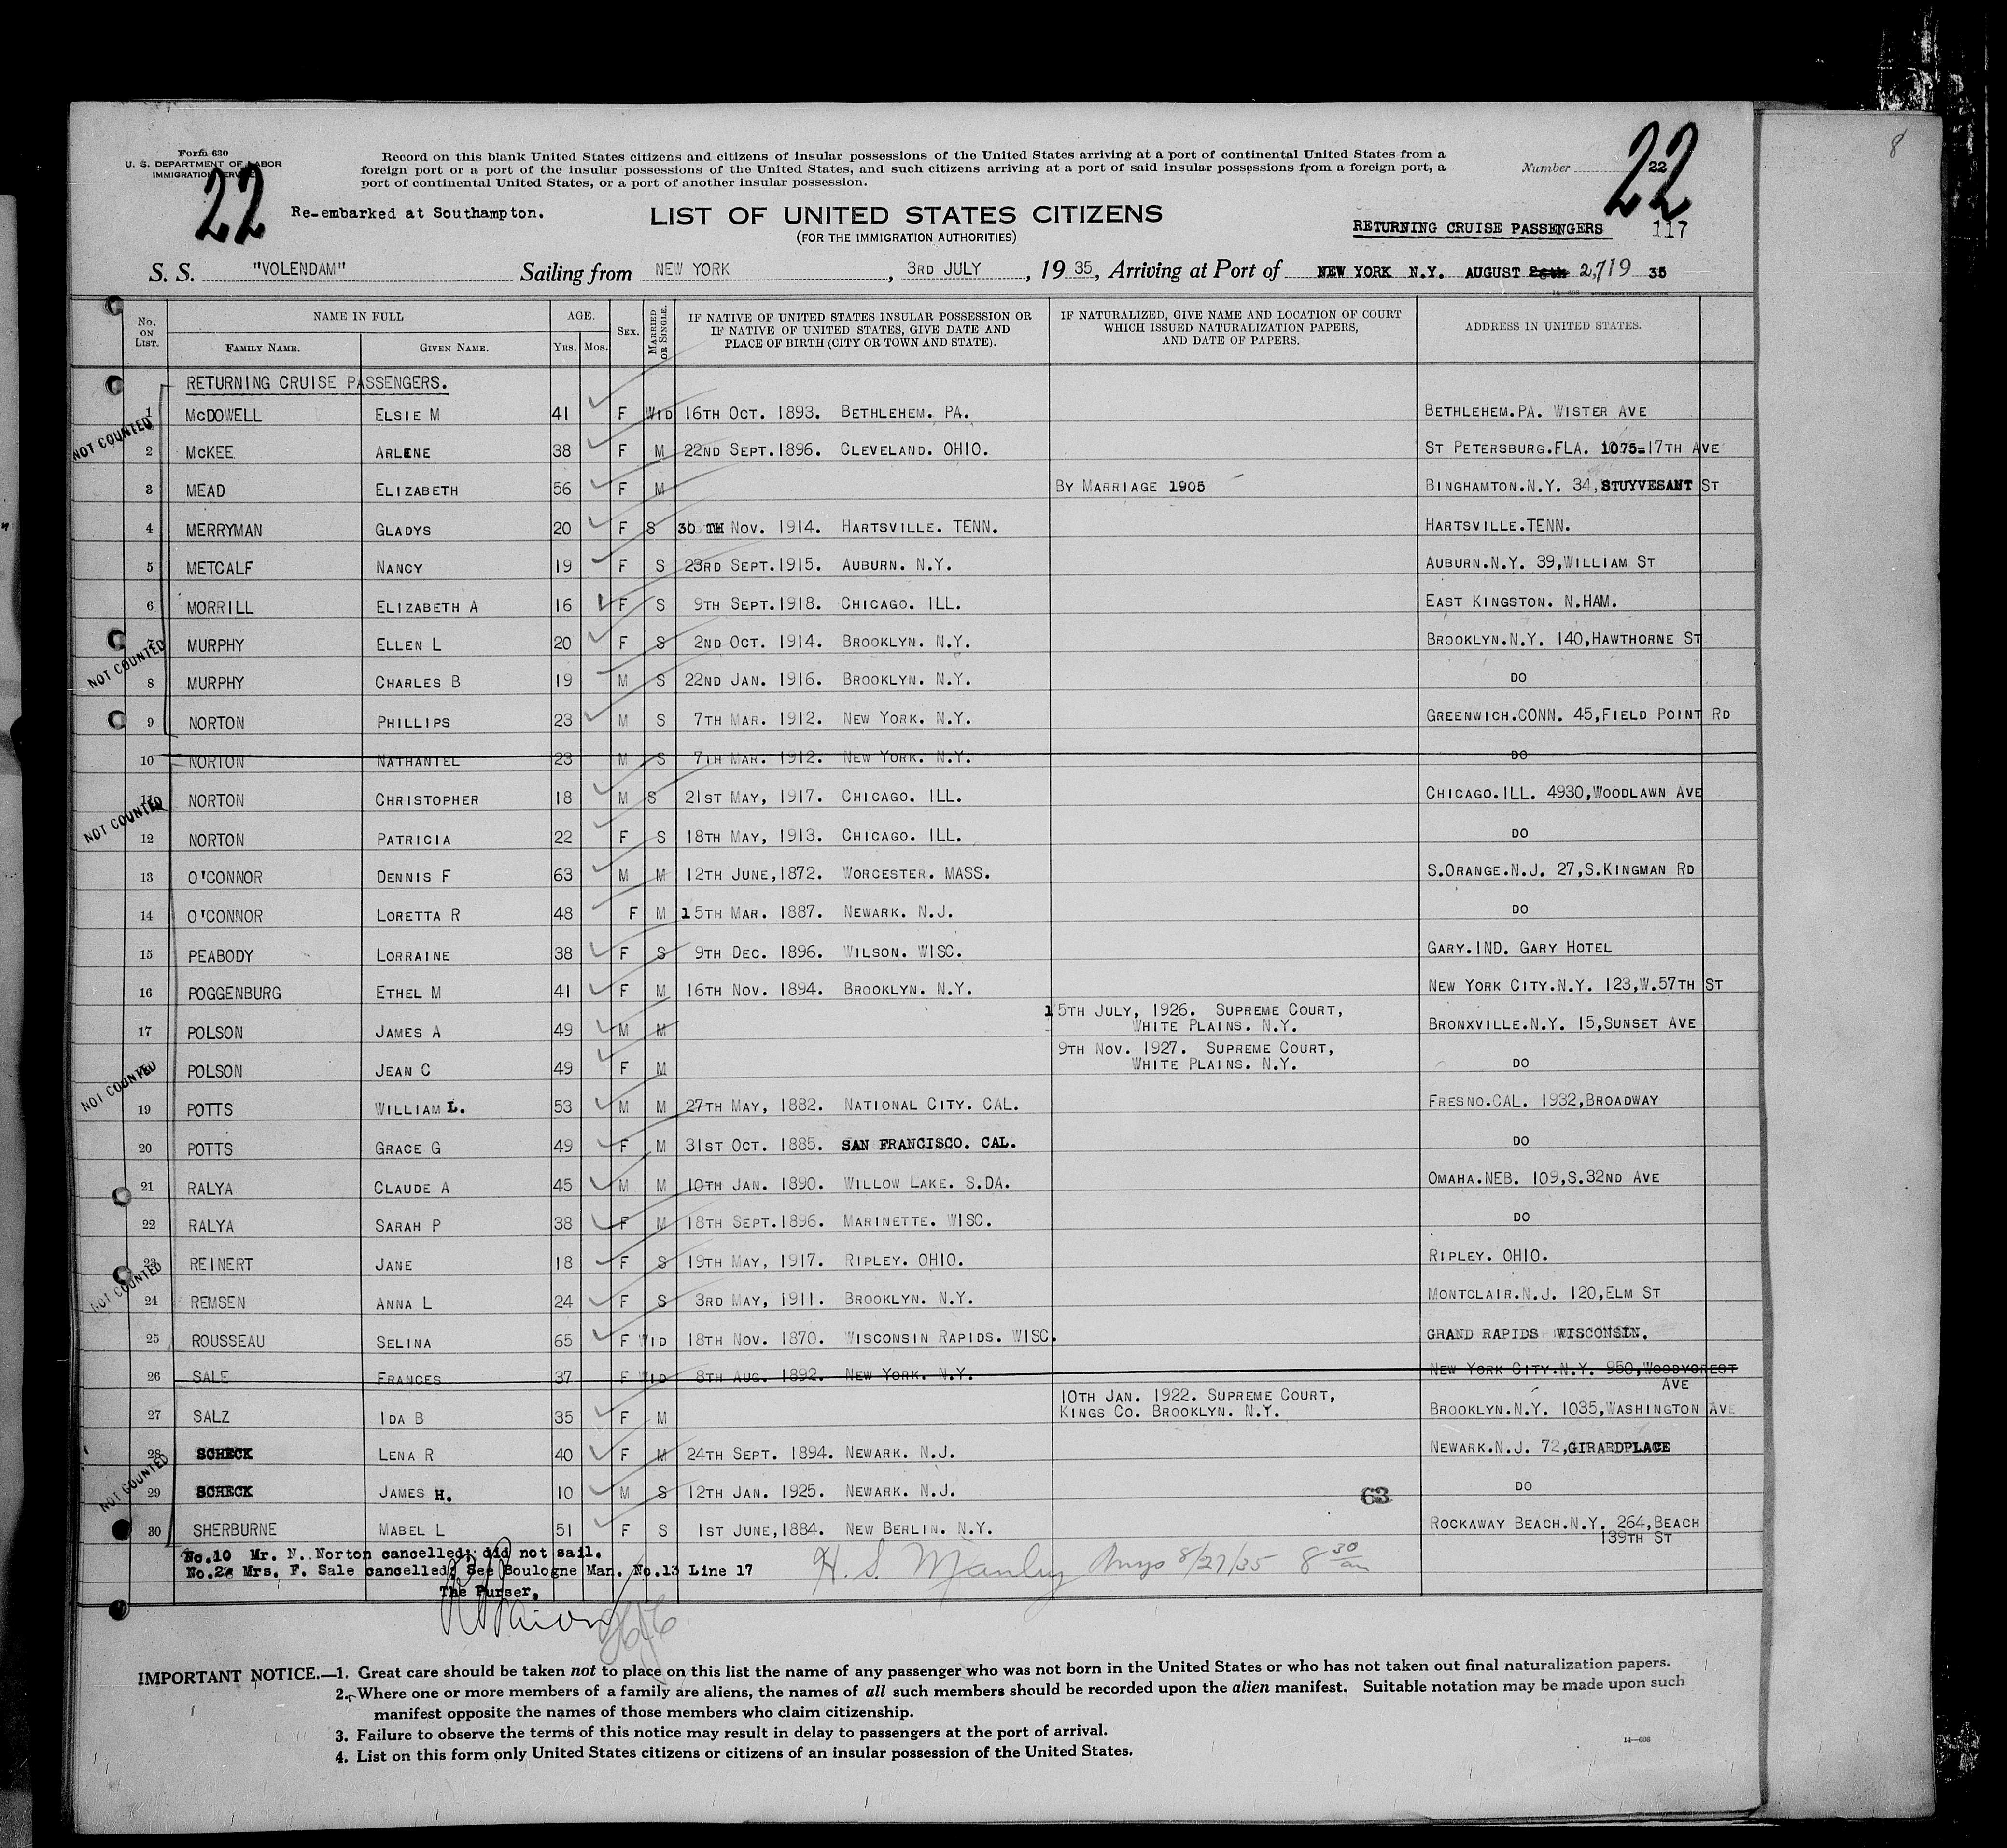 8
Form 630
U. S. DEPARTMENT OF LABOR
IMMIGRATION SERVICE
22
Record on this blank United States citizens and citizens of insular possessions of the United States arriving at a port of continental United States from a
foreign port or a port of the insular possessions of the United States, and such citizens arriving at a port of said insular possessions from a foreign port, a
port of continental United States, or a port of another insular possession.
Number 22
22
Re-embarked at Southampton.
LIST OF UNITED STATES CITIZENS
(FOR THE IMMIGRATION AUTHORITIES)
RETURNING CRUISE PASSENGERS 117
S. S. "VOLENDAM" Sailing from NEW YORK, 3RD JULY, 1935, Arriving at Port of NEW YORK N.Y. AUGUST 26th 27, 1935
No. ON LIST. NAME IN FULL AGE. SEX. MARRIED OR SINGLE. IF NATIVE OF UNITED STATES INSULAR POSSESSION OR IF NATIVE OF UNITED STATES, GIVE DATE AND PLACE OF BIRTH (CITY OR TOWN AND STATE). IF NATURALIZED, GIVE NAME AND LOCATION OF COURT WHICH ISSUED NATURALIZATION PAPERS, AND DATE OF PAPERS. ADDRESS IN UNITED STATES.
FAMILY NAME. GIVEN NAME. YRS. MOS.
RETURNING CRUISE PASSENGERS.
1 McDOWELL ELSIE M 41 F WID 16TH OCT. 1893. BETHLEHEM. PA. BETHLEHEM.PA. WISTER AVE
NOT COUNTED
2 McKEE ARLENE 38 F M 22ND SEPT.1896. CLEVELAND. OHIO. ST PETERSBURG.FLA. 1075=17TH AVE
3 MEAD ELIZABETH 56 F M BY MARRIAGE 1905 BINGHAMTON.N.Y. 34,STUYVESANT ST
4 MERRYMAN GLADYS 20 F S 30 TH NOV. 1914. HARTSVILLE. TENN. HARTSVILLE.TENN.
5 METCALF NANCY 19 F S 23RD SEPT.1915. AUBURN. N.Y. AUBURN.N.Y. 39,WILLIAM ST
6 MORRILL ELIZABETH A 16 F S 9TH SEPT.1918. CHICAGO. ILL. EAST KINGSTON. N.HAM.
7 MURPHY ELLEN L 20 F S 2ND OCT. 1914. BROOKLYN. N.Y. BROOKLYN.N.Y. 140,HAWTHORNE ST
NOT COUNTED
8 MURPHY CHARLES B 19 M S 22ND JAN. 1916. BROOKLYN. N.Y. DO
9 NORTON PHILLIPS 23 M S 7TH MAR. 1912. NEW YORK. N.Y. GREENWICH.CONN. 45,FIELD POINT RD
10 NORTON NATHANIEL 23 M S 7TH MAR. 1912. NEW YORK. N.Y. DO
11 NORTON CHRISTOPHER 18 M S 21ST MAY, 1917. CHICAGO. ILL. CHICAGO.ILL. 4930,WOODLAWN AVE
NOT COUNTED
12 NORTON PATRICIA 22 F S 18TH MAY, 1913. CHICAGO. ILL. DO
13 O'CONNOR DENNIS F 63 M M 12TH JUNE,1872. WORCESTER. MASS. S.ORANGE.N.J. 27,S.KINGMAN RD
14 O'CONNOR LORETTA R 48 F M 15TH MAR. 1887. NEWARK. N.J. DO
15 PEABODY LORRAINE 38 F S 9TH DEC. 1896. WILSON. WISC. GARY.IND. GARY HOTEL
16 POGGENBURG ETHEL M 41 F M 16TH NOV. 1894. BROOKLYN. N.Y. NEW YORK CITY.N.Y. 123,W.57TH ST
17 POLSON JAMES A 49 M M 15TH JULY, 1926. SUPREME COURT, WHITE PLAINS. N.Y. BRONXVILLE.N.Y. 15,SUNSET AVE
POLSON JEAN C 49 F M 9TH NOV. 1927. SUPREME COURT, WHITE PLAINS. N.Y. DO
NOT COUNTED
19 POTTS WILLIAM L. 53 M M 27TH MAY, 1882. NATIONAL CITY. CAL. FRESNO.CAL. 1932,BROADWAY
20 POTTS GRACE G 49 F M 31ST OCT. 1885. SAN FRANCISCO. CAL. DO
21 RALYA CLAUDE A 45 M M 10TH JAN. 1890. WILLOW LAKE. S.DA. OMAHA.NEB. 109,S.32ND AVE
22 RALYA SARAH P 38 F M 18TH SEPT.1896. MARINETTE. WISC. DO
23 REINERT JANE 18 F S 19TH MAY, 1917. RIPLEY. OHIO. RIPLEY. OHIO.
NOT COUNTED
24 REMSEN ANNA L 24 F S 3RD MAY, 1911. BROOKLYN. N.Y. MONTCLAIR.N.J. 120,ELM ST
25 ROUSSEAU SELINA 65 F WID 18TH NOV. 1870. WISCONSIN RAPIDS. WISC. GRAND RAPIDS WISCONSIN.
26 SALE FRANCES 37 F WID 8TH AUG. 1892. NEW YORK. N.Y. NEW YORK CITY.N.Y. 950,WOODYCREST AVE
27 SALZ IDA B 35 F M 10TH JAN. 1922. SUPREME COURT, KINGS CO. BROOKLYN. N.Y. BROOKLYN.N.Y. 1035,WASHINGTON AVE
28 SCHECK LENA R 40 F M 24TH SEPT. 1894. NEWARK. N.J. NEWARK.N.J. 72,GIRARDPLACE
NOT COUNTED
29 SCHECK JAMES H. 10 M S 12TH JAN. 1925. NEWARK. N.J. 63 DO
30 SHERBURNE MABEL L 51 F S 1ST JUNE,1884. NEW BERLIN. N.Y. ROCKAWAY BEACH.N.Y. 264,BEACH 139TH ST
No.10 Mr. N. Norton cancelled; did not sail.
No.26 Mrs. F. Sale cancelled; See Boulogne Man. No.13 Line 17
H. S. Manley 8/27/35 8 30 am
The Purser.
IMPORTANT NOTICE.—1. Great care should be taken not to place on this list the name of any passenger who was not born in the United States or who has not taken out final naturalization papers.
2. Where one or more members of a family are aliens, the names of all such members should be recorded upon the alien manifest. Suitable notation may be made upon such
manifest opposite the names of those members who claim citizenship.
3. Failure to observe the terms of this notice may result in delay to passengers at the port of arrival.
4. List on this form only United States citizens or citizens of an insular possession of the United States.
14—698